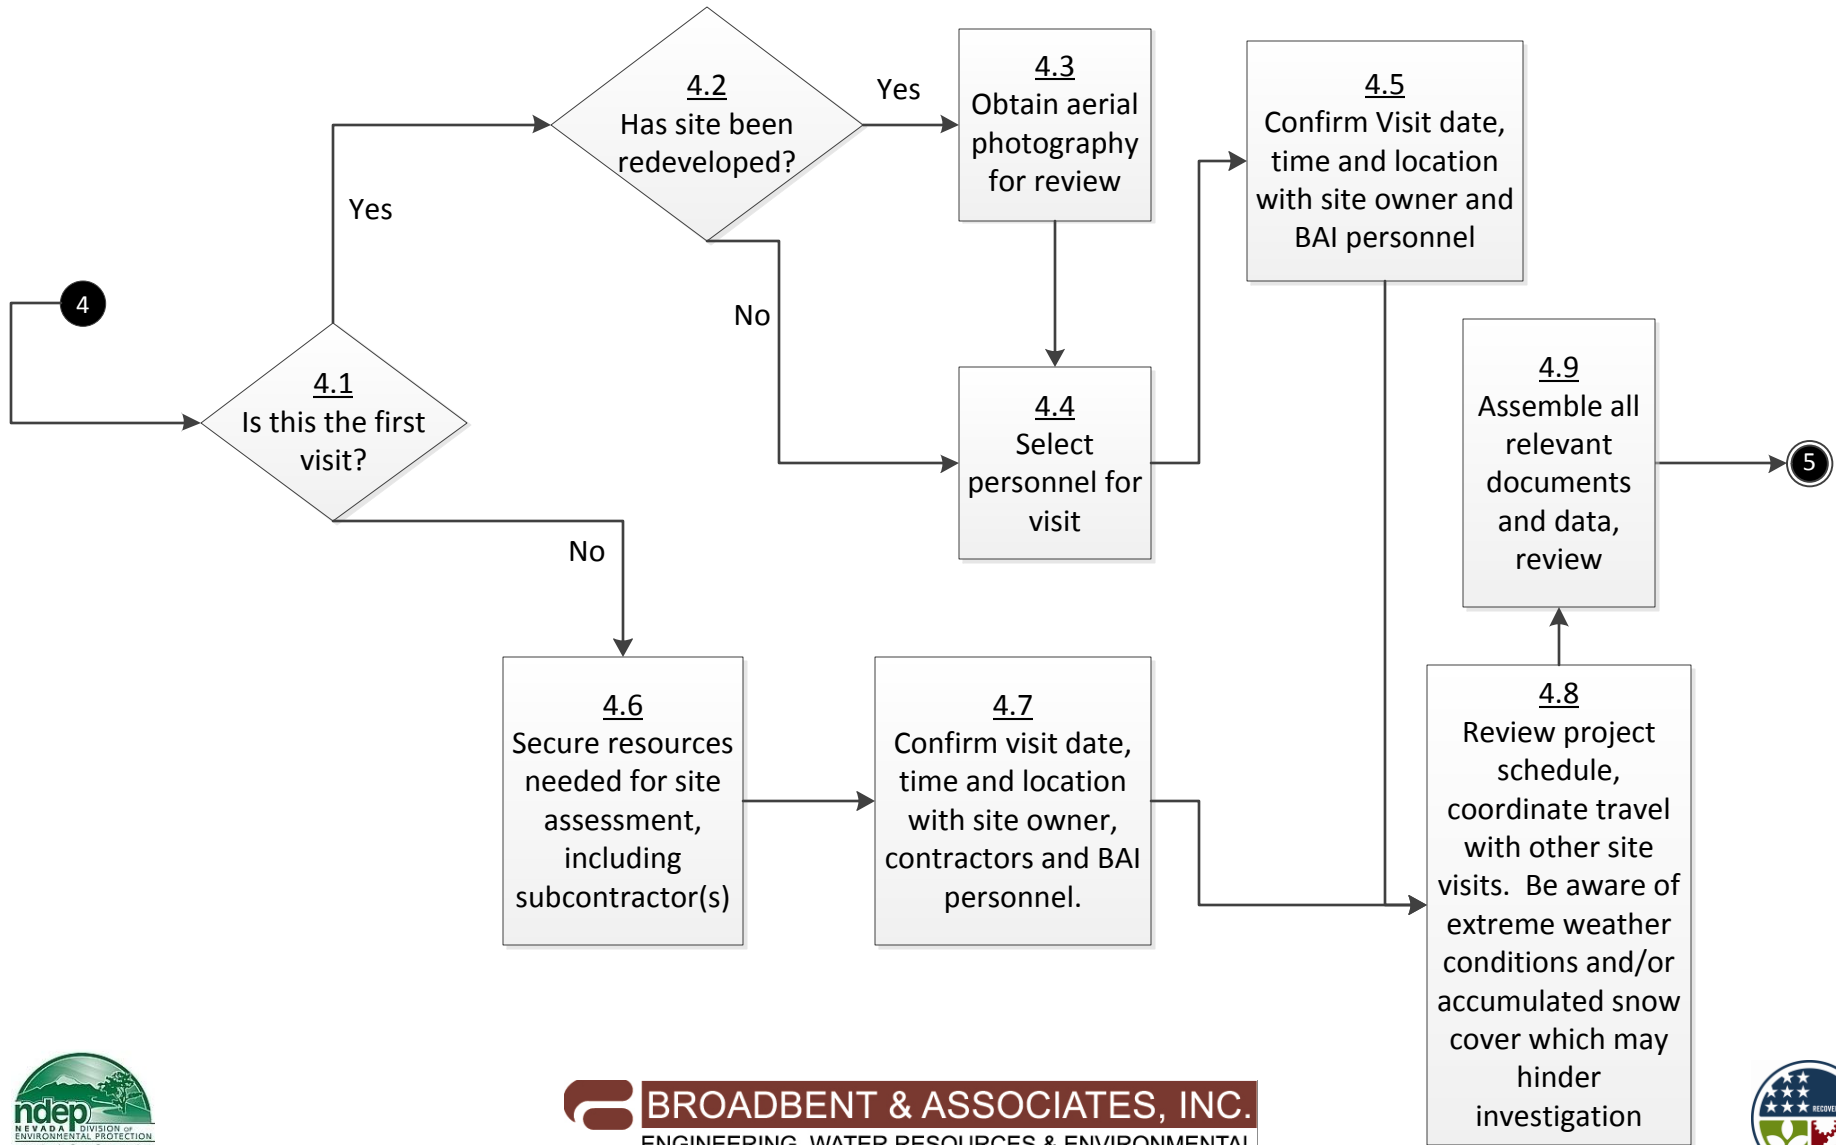 4
4.1
Is this the first
visit?
Yes
No
4.2
Has site been
redeveloped?
Yes
No
4.3
Obtain aerial
photography
for review
4.4
Select
personnel for
visit
4.5
Confirm Visit date,
time and location
with site owner and
BAI personnel
4.6
Secure resources
needed for site
assessment,
including
subcontractor(s)
4.7
Confirm visit date,
time and location
with site owner,
contractors and BAI
personnel.
4.8
Review project
schedule,
coordinate travel
with other site
visits.  Be aware of
extreme weather
conditions and/or
accumulated snow
cover which may
hinder
investigation
4.9
Assemble all
relevant
documents
and data,
review
5
ndep
NEVADA DIVISION OF
ENVIRONMENTAL PROTECTION
BROADBENT & ASSOCIATES, INC.
ENGINEERING, WATER RESOURCES & ENVIRONMENTAL